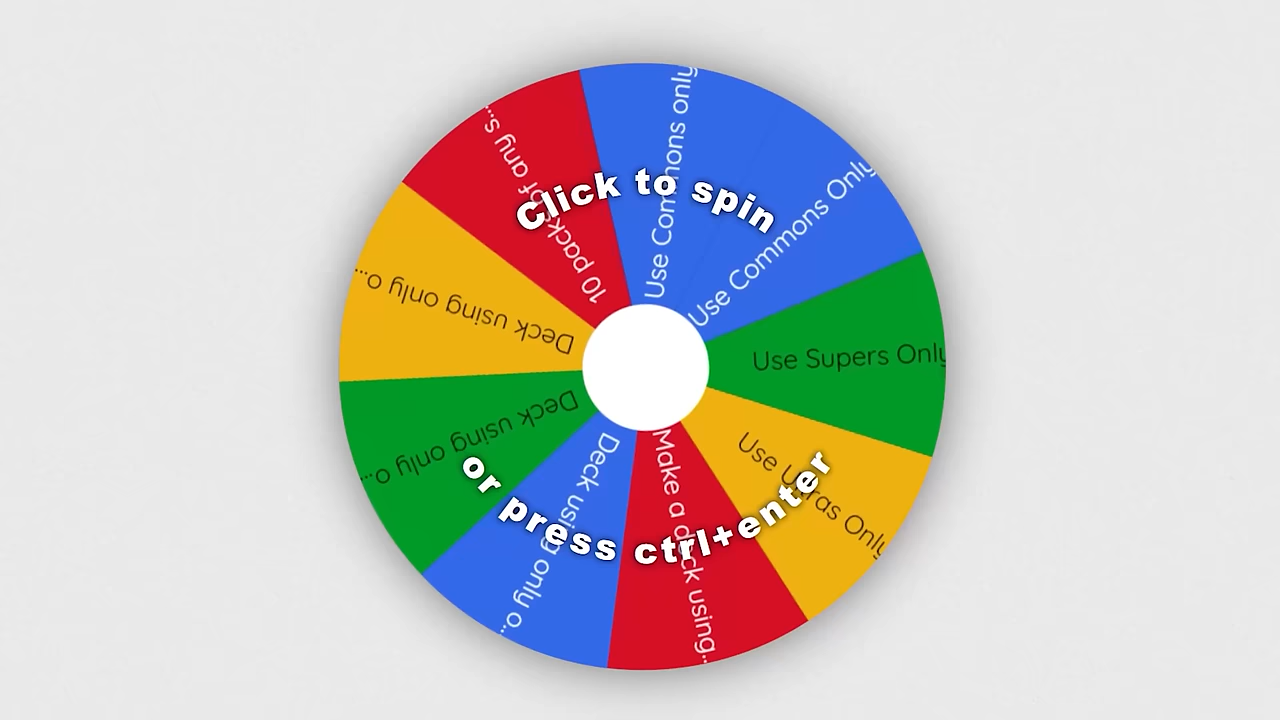 Click to spin
or press ctrl+enter
Use Commons only
Use Commons Only
Use Supers Only
Use Ultras Only
Make a deck using...
Deck using only o...
Deck using only o...
Deck using only o...
10 packs of any s...